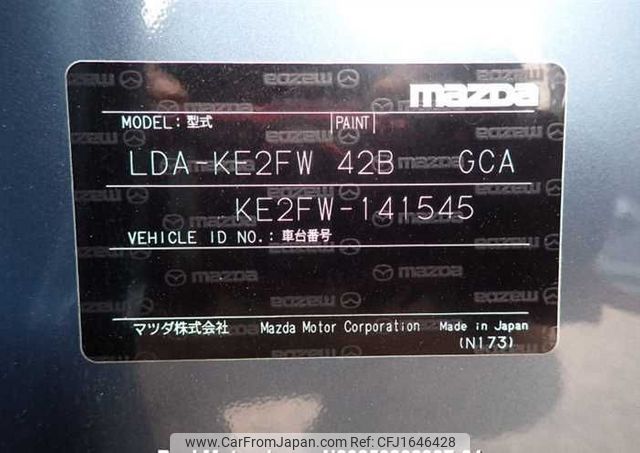 mazda
MODEL: 型式 PAINT
LDA-KE2FW 42B GCA
KE2FW-141545
VEHICLE ID NO.: 車台番号
マツダ株式会社 Mazda Motor Corporation Made in Japan
(N173)
www.CarFromJapan.com CFJ1646428